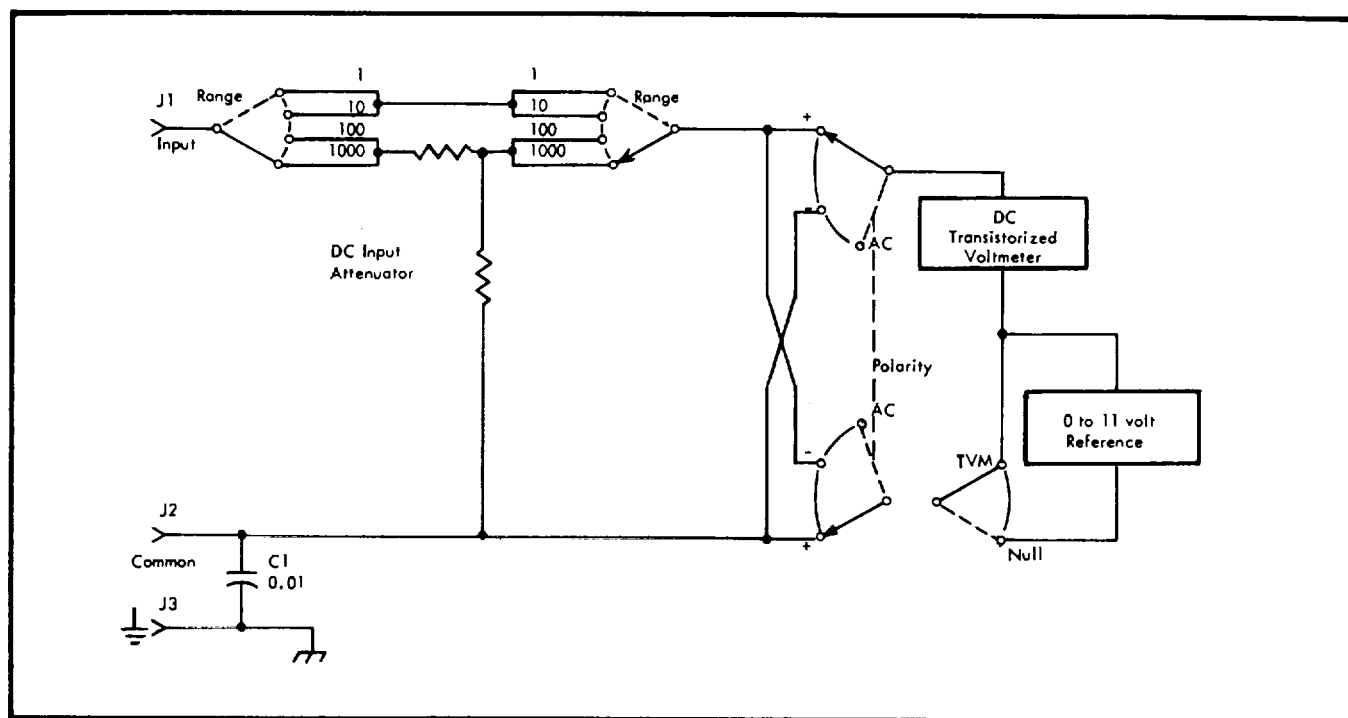 1
1
J1
Range
10
10
Range
100
100
Input
1000
1000
+
-
AC
DC
Transistorized
Voltmeter
DC Input
Attenuator
Polarity
AC
0 to 11 volt
Reference
-
TVM
J2
+
Null
Common
C1
0.01
J3